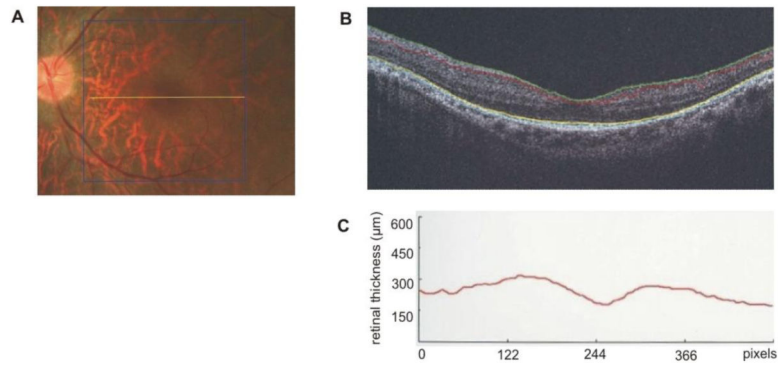 A
B
C
retinal thickness (μm)
600
450
300
150
0 122 244 366 pixels